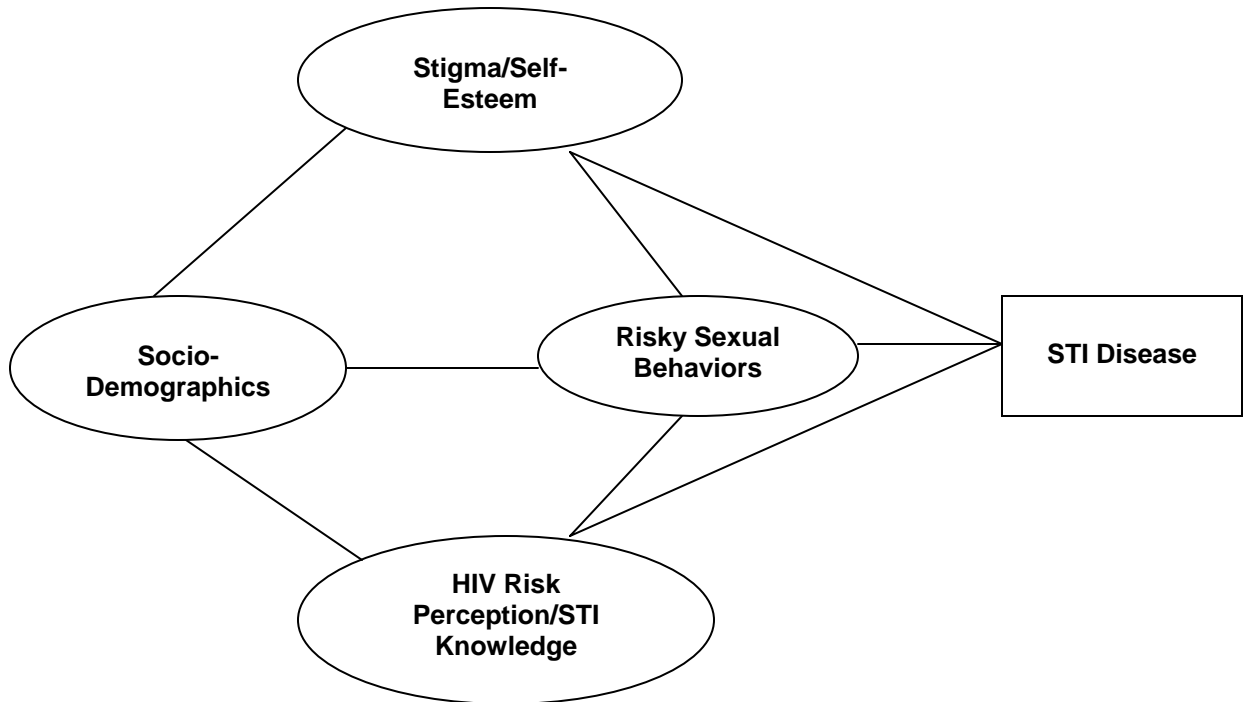 Stigma/Self-
Esteem
Socio-
Demographics
Risky Sexual
Behaviors
STI Disease
HIV Risk
Perception/STI
Knowledge